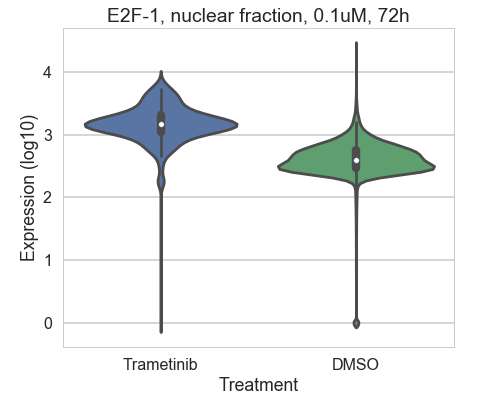 E2F-1, nuclear fraction, 0.1uM, 72h
Expression (log10)
4
3
2
1
0
Trametinib
DMSO
Treatment